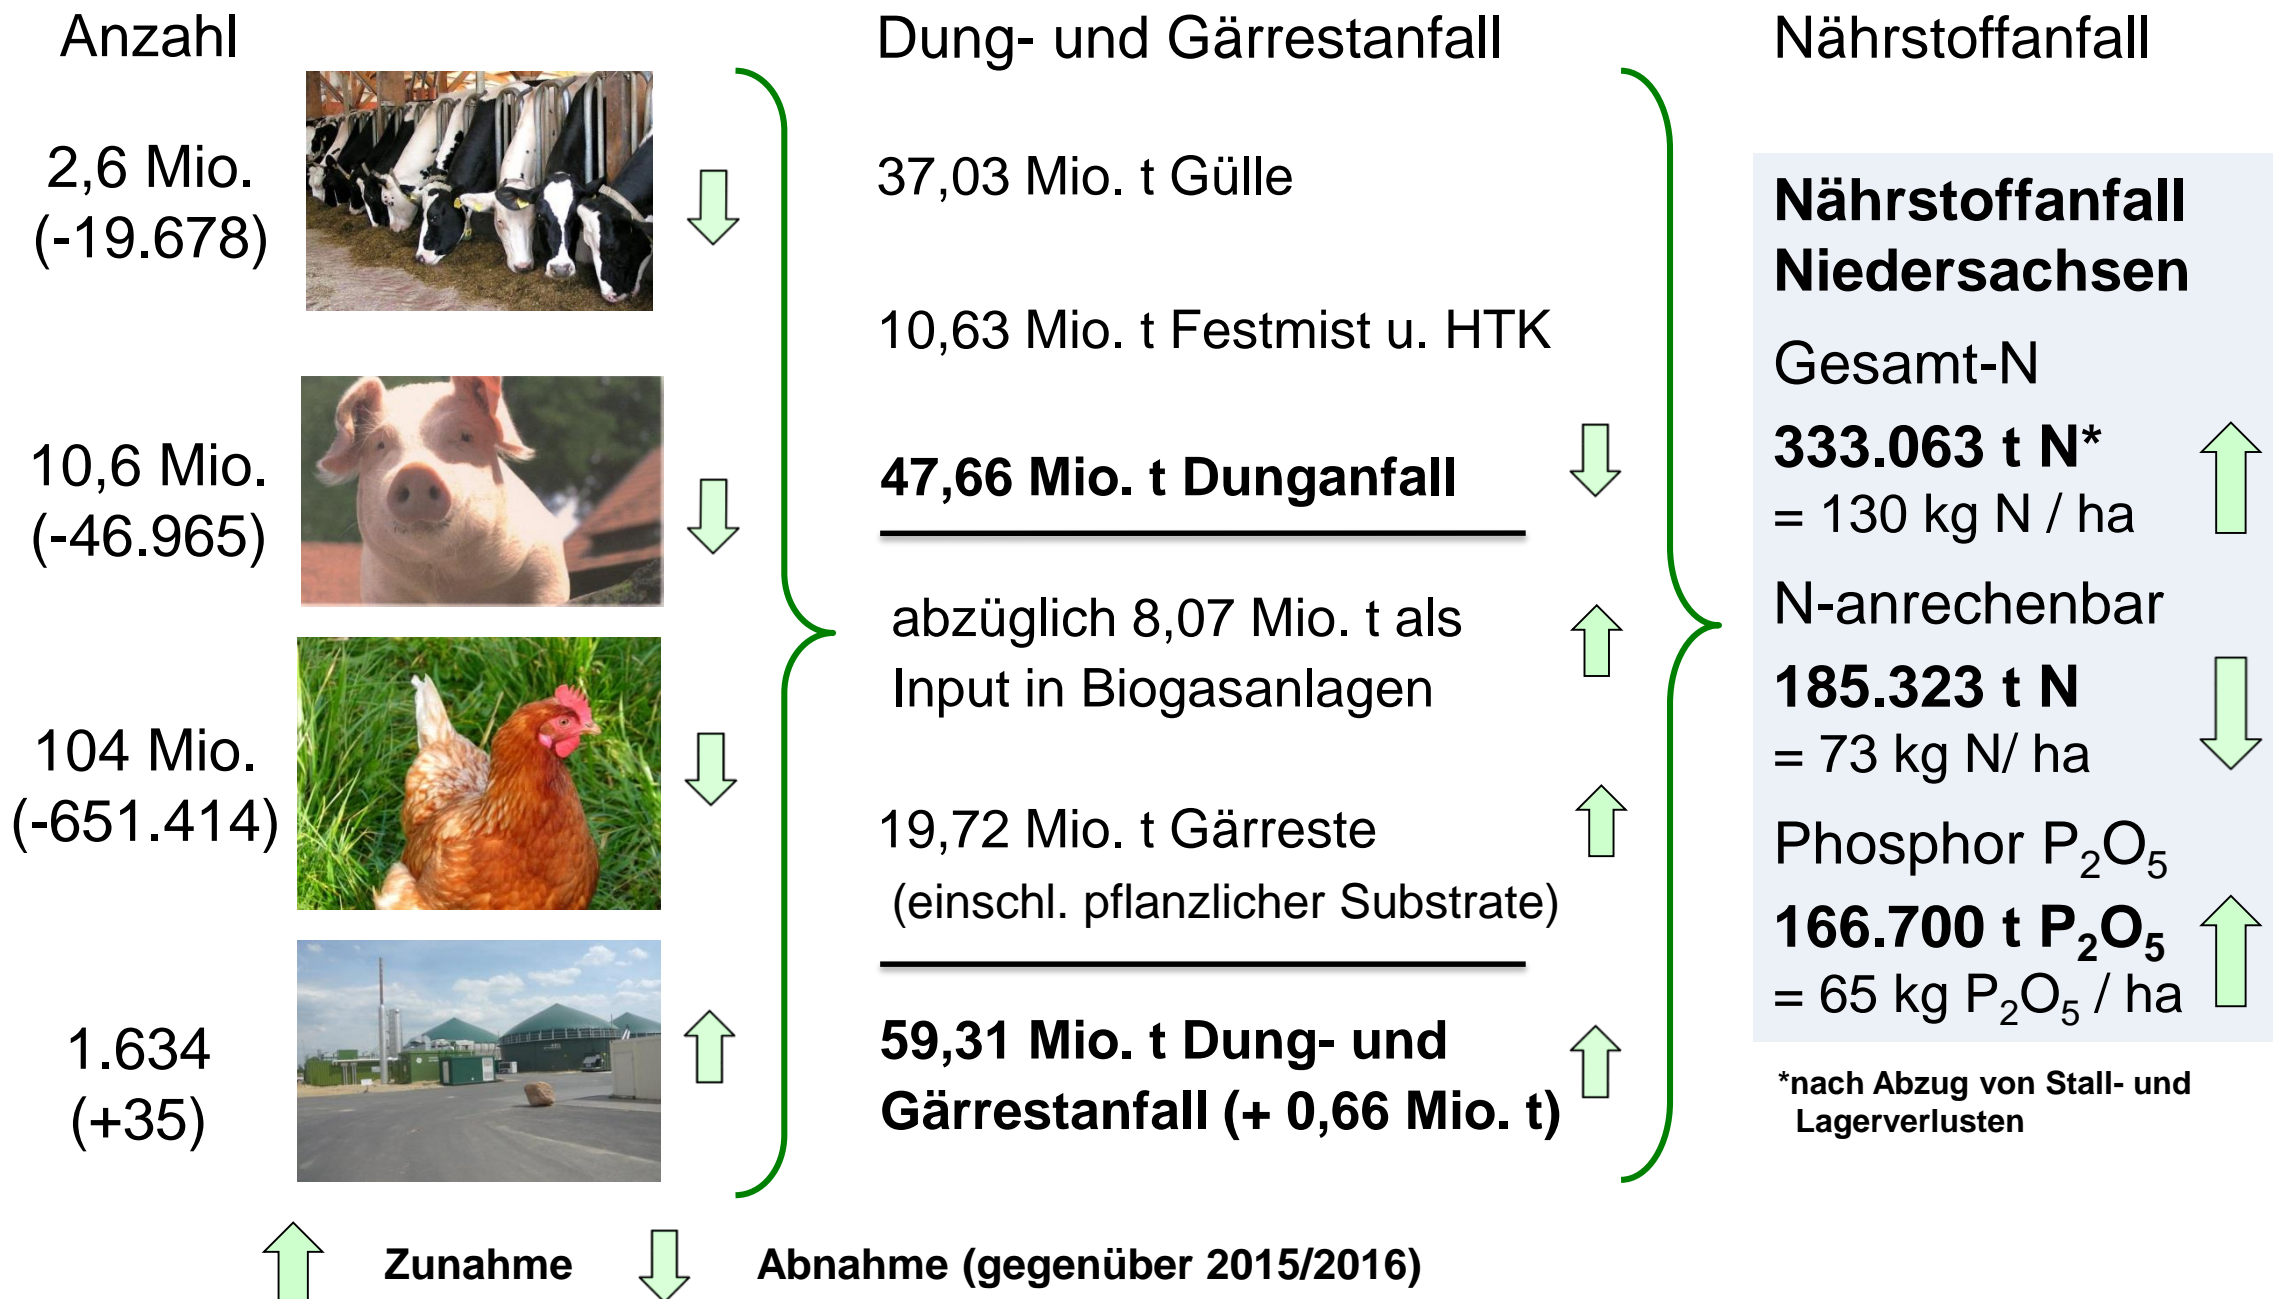 Anzahl
2,6 Mio.
(-19.678)
10,6 Mio.
(-46.965)
104 Mio.
(-651.414)
1.634
(+35)
Dung- und Gärrestanfall
37,03 Mio. t Gülle
10,63 Mio. t Festmist u. HTK
47,66 Mio. t Dunganfall
abzüglich 8,07 Mio. t als
Input in Biogasanlagen
19,72 Mio. t Gärreste
(einschl. pflanzlicher Substrate)
59,31 Mio. t Dung- und
Gärrestanfall (+ 0,66 Mio. t)
Nährstoffanfall
Nährstoffanfall
Niedersachsen
Gesamt-N
333.063 t N*
= 130 kg N / ha
N-anrechenbar
185.323 t N
= 73 kg N/ ha
Phosphor P₂O₅
166.700 t P₂O₅
= 65 kg P₂O₅ / ha
*nach Abzug von Stall- und
Lagerverlusten
Zunahme
Abnahme (gegenüber 2015/2016)